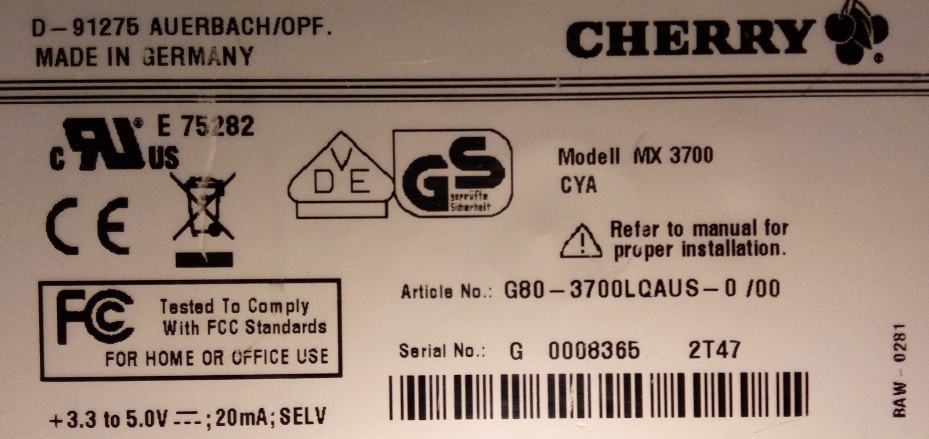 D-91275 AUERBACH/OPF.
MADE IN GERMANY
CHERRY
c RU ® US E 75282
CE
V
D E
GS
geprüfte
Sicherheit
Modell MX 3700
CYA
Refer to manual for
proper installation.
FC Tested To Comply
With FCC Standards
FOR HOME OR OFFICE USE
Article No.: G80-3700LQAUS-0 /00
Serial No.: G 0008365 2T47
+3.3 to 5.0V ⎓; 20mA; SELV
BAW-0281